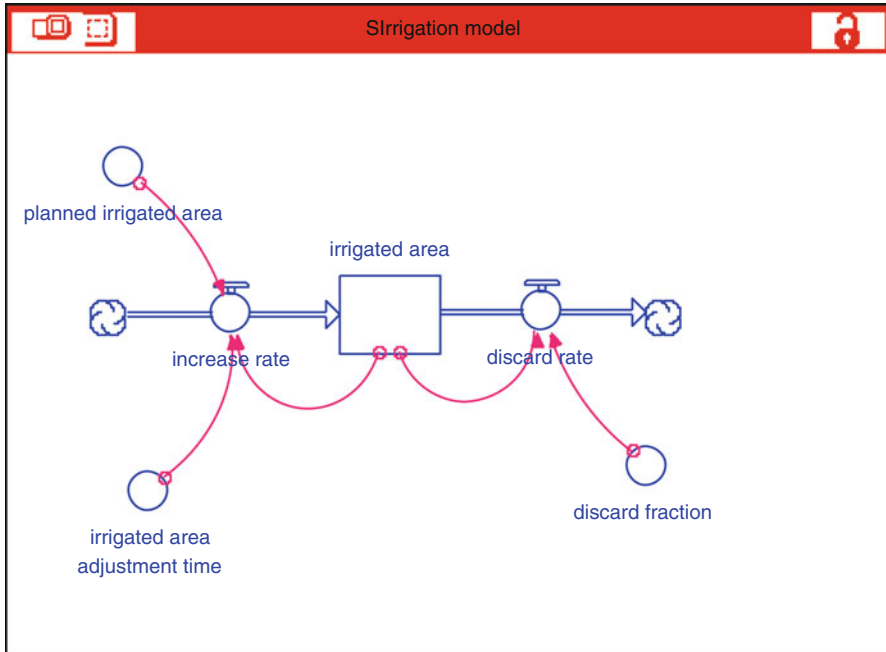 SIrrigation model
planned irrigated area
irrigated area
increase rate
discard rate
irrigated area
adjustment time
discard fraction